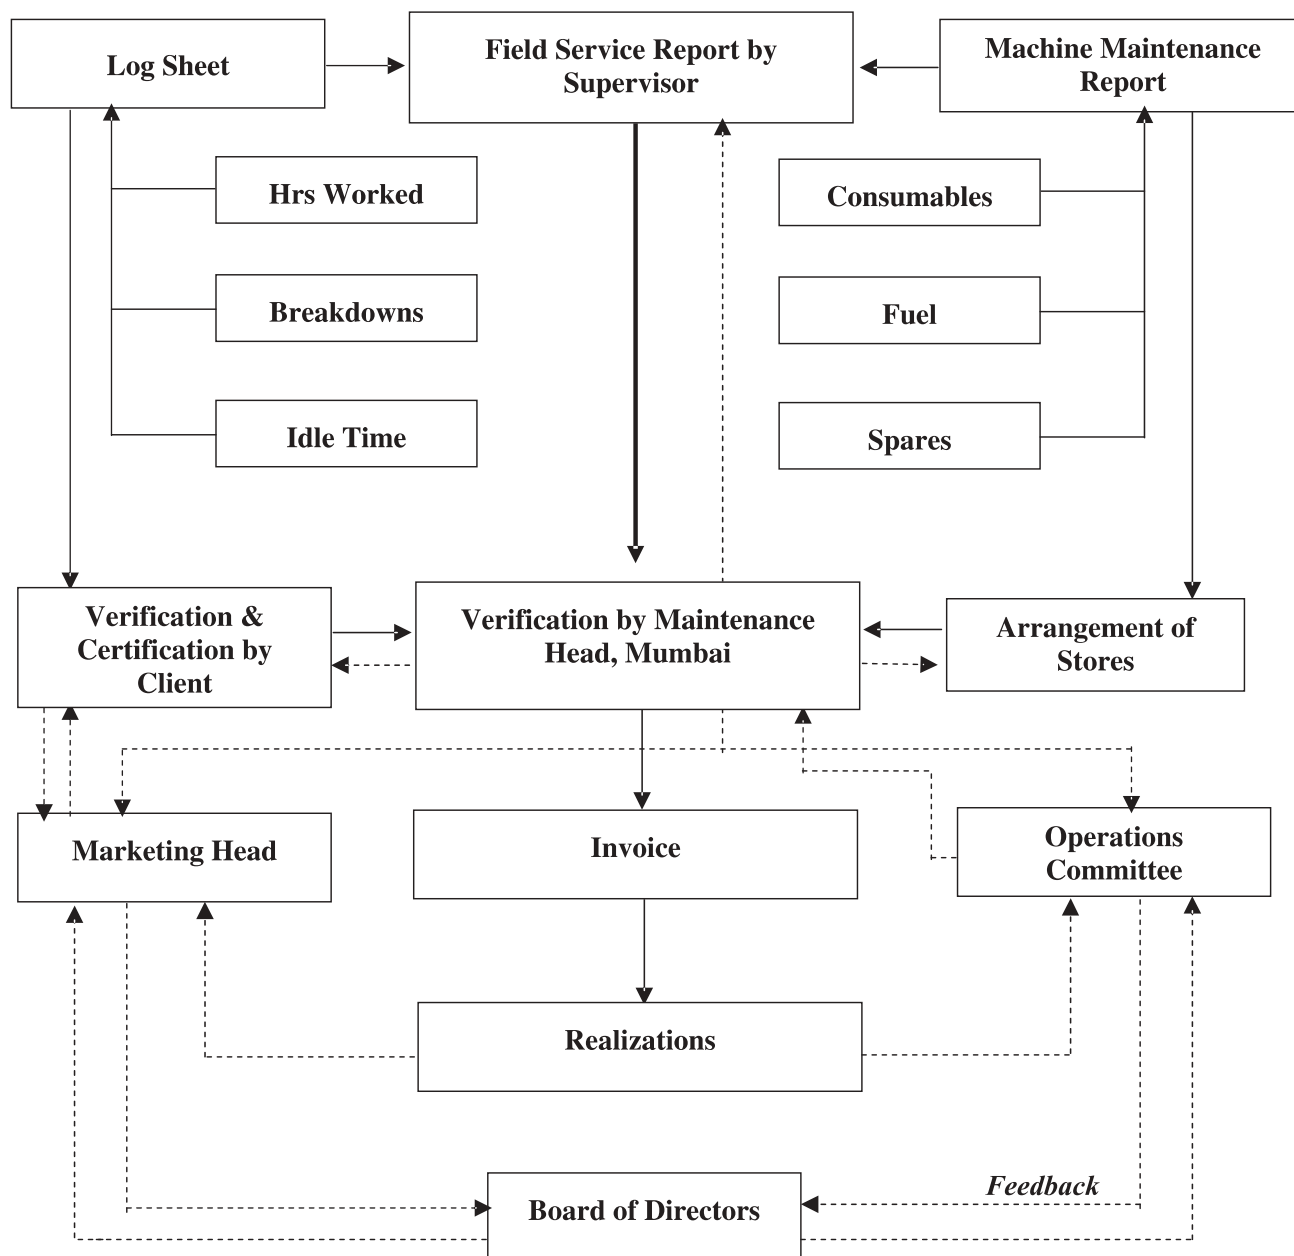 Log Sheet
Field Service Report by
Supervisor
Machine Maintenance
Report
Hrs Worked
Consumables
Breakdowns
Fuel
Idle Time
Spares
Verification &
Certification by
Client
Verification by Maintenance
Head, Mumbai
Arrangement of
Stores
Marketing Head
Invoice
Operations
Committee
Realizations
Feedback
Board of Directors